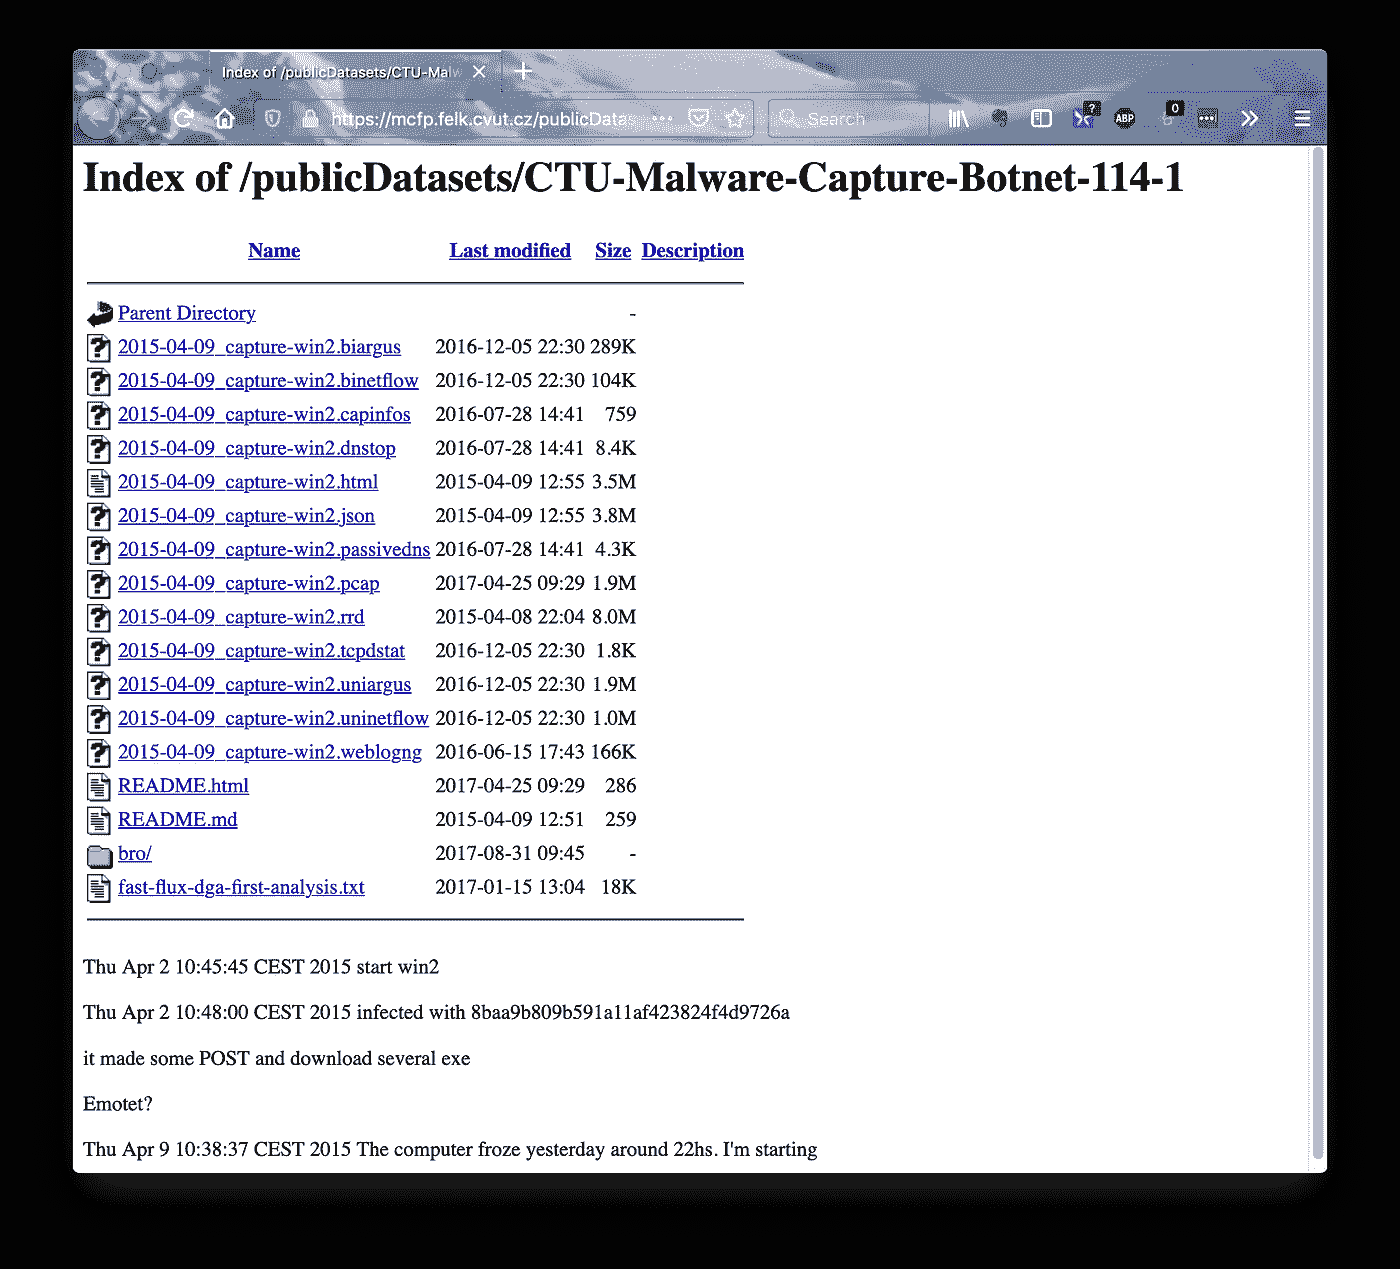 Index of /publicDatasets/CTU-Malw
https://mcfp.felk.cvut.cz/publicDatas ··· Search ? ABP 0
Index of /publicDatasets/CTU-Malware-Capture-Botnet-114-1
Name Last modified Size Description
Parent Directory -
2015-04-09_capture-win2.biargus 2016-12-05 22:30 289K
2015-04-09_capture-win2.binetflow 2016-12-05 22:30 104K
2015-04-09_capture-win2.capinfos 2016-07-28 14:41 759
2015-04-09_capture-win2.dnstop 2016-07-28 14:41 8.4K
2015-04-09_capture-win2.html 2015-04-09 12:55 3.5M
2015-04-09_capture-win2.json 2015-04-09 12:55 3.8M
2015-04-09_capture-win2.passivedns 2016-07-28 14:41 4.3K
2015-04-09_capture-win2.pcap 2017-04-25 09:29 1.9M
2015-04-09_capture-win2.rrd 2015-04-08 22:04 8.0M
2015-04-09_capture-win2.tcpdstat 2016-12-05 22:30 1.8K
2015-04-09_capture-win2.uniargus 2016-12-05 22:30 1.9M
2015-04-09_capture-win2.uninetflow 2016-12-05 22:30 1.0M
2015-04-09_capture-win2.weblogng 2016-06-15 17:43 166K
README.html 2017-04-25 09:29 286
README.md 2015-04-09 12:51 259
bro/ 2017-08-31 09:45 -
fast-flux-dga-first-analysis.txt 2017-01-15 13:04 18K
Thu Apr 2 10:45:45 CEST 2015 start win2
Thu Apr 2 10:48:00 CEST 2015 infected with 8baa9b809b591a11af423824f4d9726a
it made some POST and download several exe
Emotet?
Thu Apr 9 10:38:37 CEST 2015 The computer froze yesterday around 22hs. I'm starting